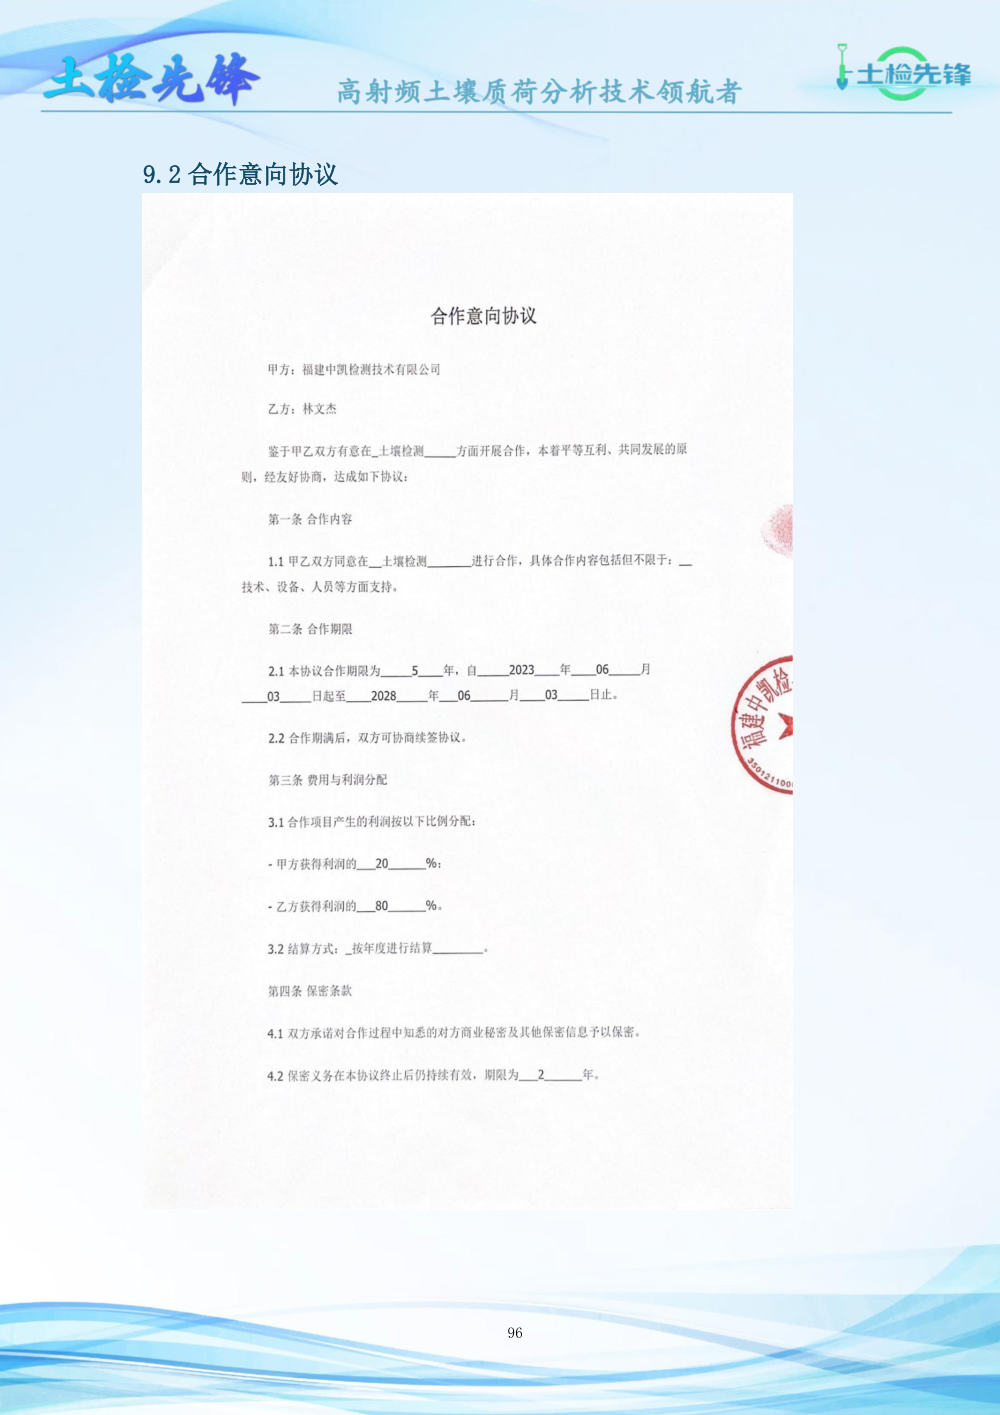 土检先锋
高射频土壤质荷分析技术领航者
土检先锋
9.2 合作意向协议
合作意向协议
甲方：福建中凯检测技术有限公司
乙方：林文杰
鉴于甲乙双方有意在_土壤检测_____方面开展合作，本着平等互利、共同发展的原
则，经友好协商，达成如下协议：
第一条 合作内容
1.1 甲乙双方同意在__土壤检测_______进行合作，具体合作内容包括但不限于：__
技术、设备、人员等方面支持。
第二条 合作期限
2.1 本协议合作期限为_____5____年，自_____2023____年____06_____月
____03_____日起至____2028_____年___06______月____03_____日止。
2.2 合作期满后，双方可协商续签协议。
第三条 费用与利润分配
3.1 合作项目产生的利润按以下比例分配：
- 甲方获得利润的___20______%；
- 乙方获得利润的___80______%。
3.2 结算方式：_按年度进行结算________。
第四条 保密条款
4.1 双方承诺对合作过程中知悉的对方商业秘密及其他保密信息予以保密。
4.2 保密义务在本协议终止后仍持续有效，期限为___2______年。
福建中凯检
350121100
96